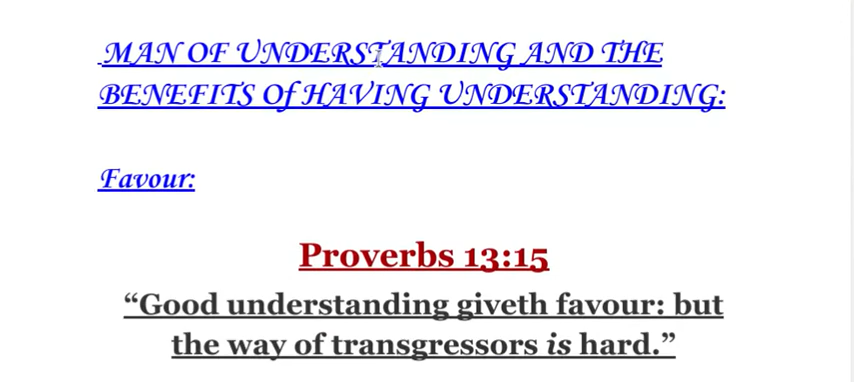 MAN OF UNDERSTANDING AND THE
BENEFITS Of HAVING UNDERSTANDING:
Favour:
Proverbs 13:15
“Good understanding giveth favour: but
the way of transgressors is hard.”